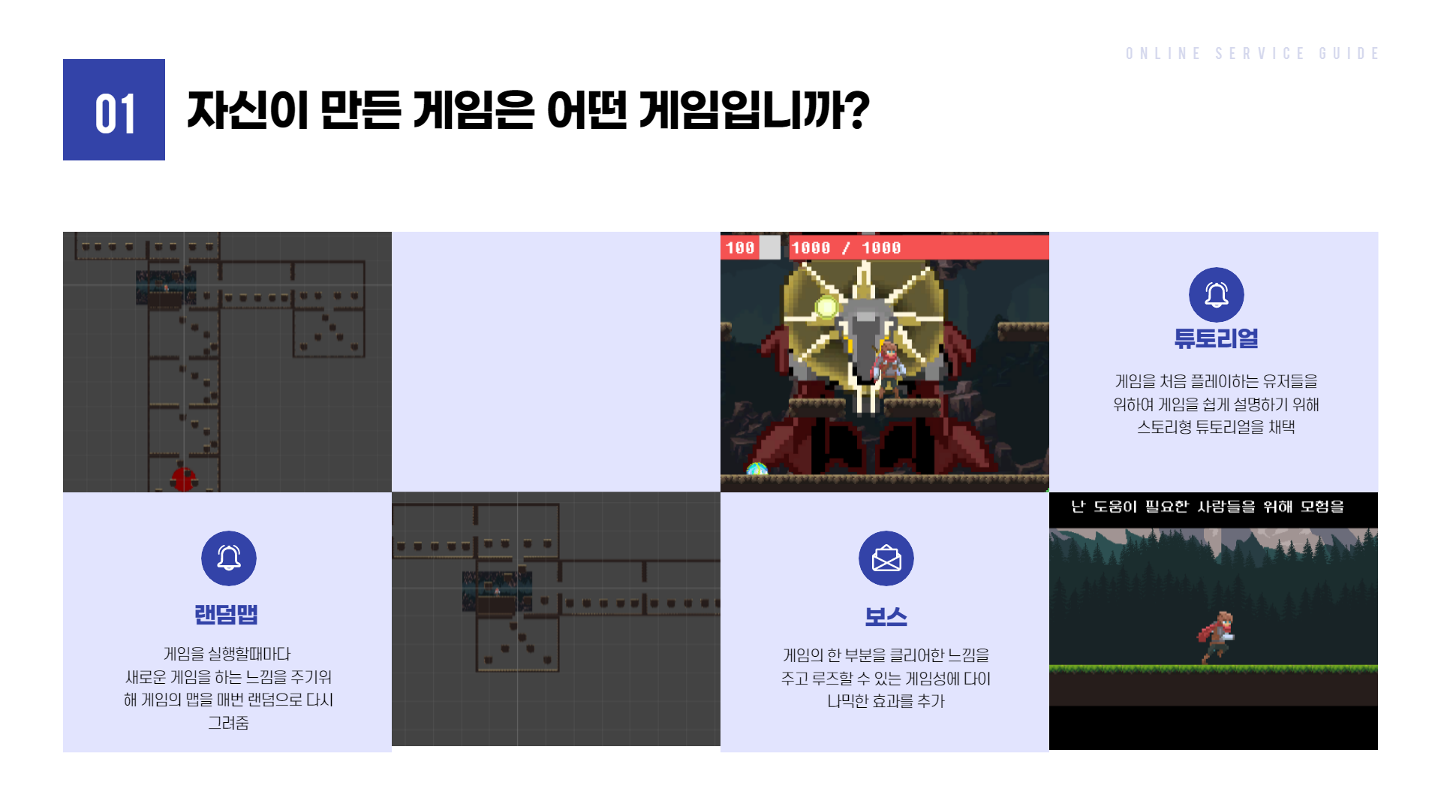 ONLINE SERVICE GUIDE
01
자신이 만든 게임은 어떤 게임입니까?
100
1000 / 1000
튜토리얼
게임을 처음 플레이하는 유저들을
위하여 게임을 쉽게 설명하기 위해
스토리형 튜토리얼을 채택
랜덤맵
게임을 실행할때마다
새로운 게임을 하는 느낌을 주기위
해 게임의 맵을 매번 랜덤으로 다시
그려줌
보스
게임의 한 부분을 클리어한 느낌을
주고 루즈할 수 있는 게임성에 다이
나믹한 효과를 추가
난 도움이 필요한 사람들을 위해 모험을